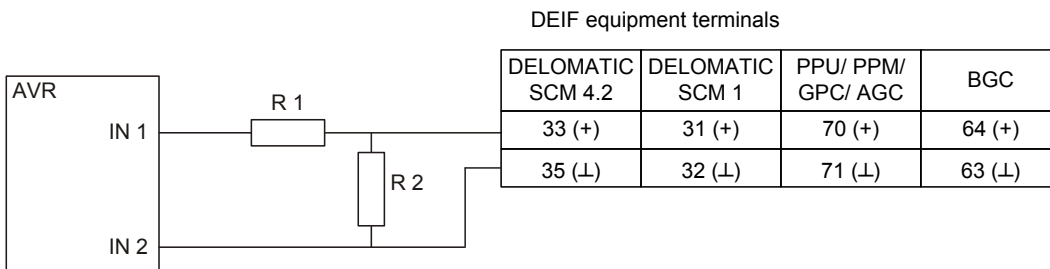 DEIF equipment terminals
DELOMATIC SCM 4.2 DELOMATIC SCM 1 PPU/ PPM/ GPC/ AGC BGC
33 (+) 31 (+) 70 (+) 64 (+)
35 (⊥) 32 (⊥) 71 (⊥) 63 (⊥)
AVR
IN 1
R 1
R 2
IN 2